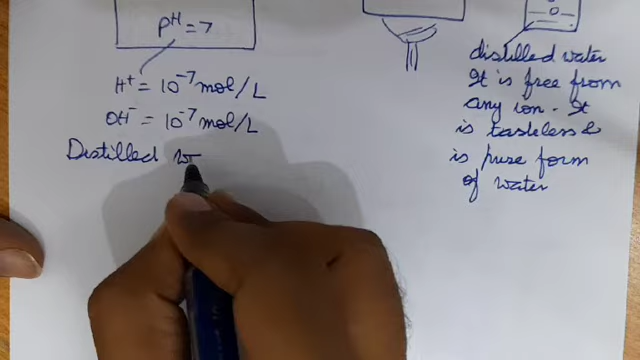 pH = 7
H⁺ = 10⁻⁷ mol/L
OH⁻ = 10⁻⁷ mol/L
Distilled w
distilled water
It is free from
any ion. It
is tasteless &
is pure form
of water